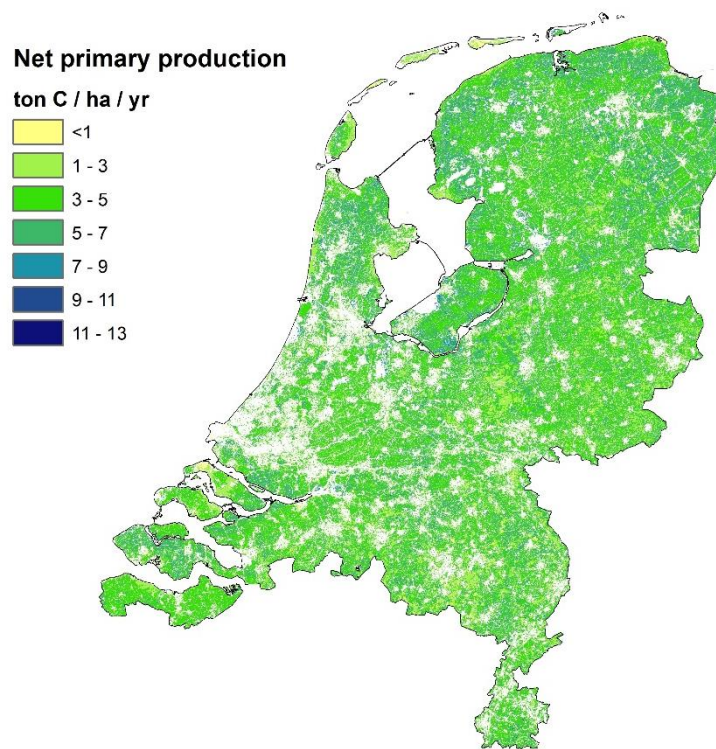 Net primary production
ton C / ha / yr
<1
1 - 3
3 - 5
5 - 7
7 - 9
9 - 11
11 - 13